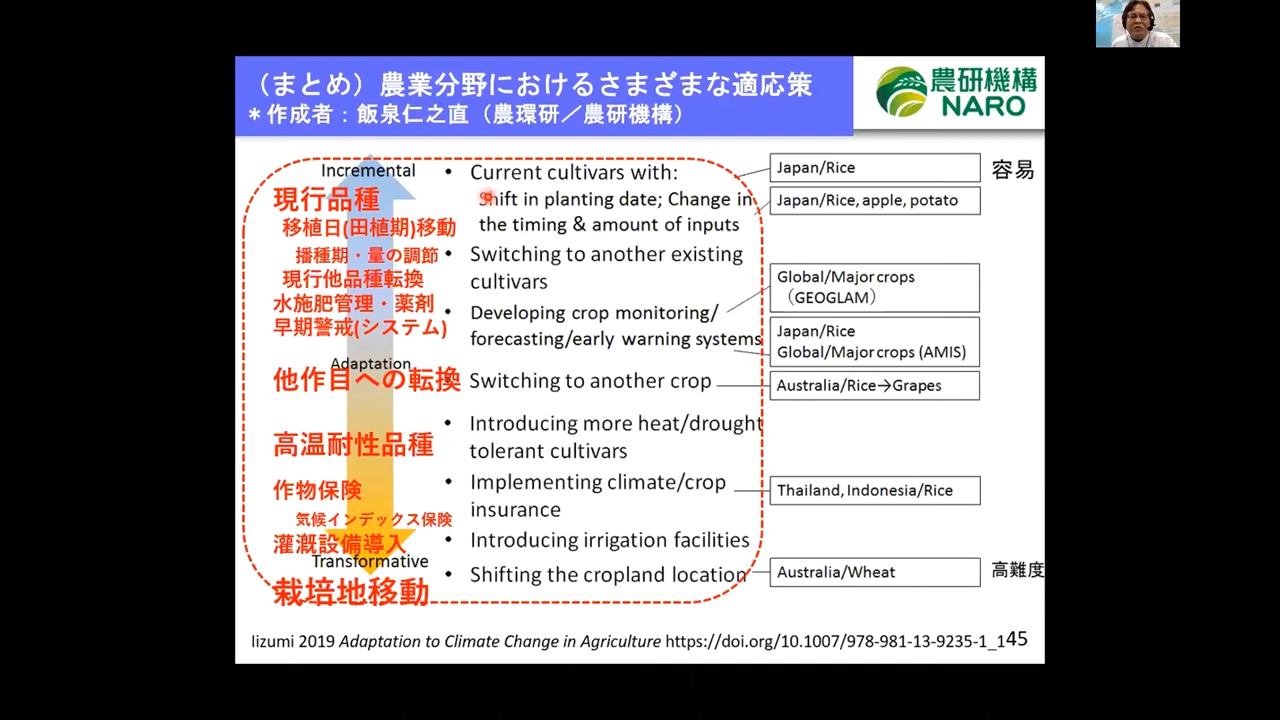 （まとめ）農業分野におけるさまざまな適応策
＊作成者：飯泉仁之直（農環研／農研機構）
農研機構
NARO
Incremental
現行品種
移植日(田植期)移動
播種期・量の調節
現行他品種転換
水施肥管理・薬剤
早期警戒(システム)
Adaptation
他作目への転換
高温耐性品種
作物保険
気候インデックス保険
灌漑設備導入
Transformative
栽培地移動
• Current cultivars with:
Shift in planting date; Change in
the timing & amount of inputs
• Switching to another existing
cultivars
• Developing crop monitoring/
forecasting/early warning systems
• Switching to another crop
• Introducing more heat/drought
tolerant cultivars
• Implementing climate/crop
insurance
• Introducing irrigation facilities
• Shifting the cropland location
Japan/Rice
Japan/Rice, apple, potato
Global/Major crops
（GEOGLAM）
Japan/Rice
Global/Major crops (AMIS)
Australia/Rice→Grapes
Thailand, Indonesia/Rice
Australia/Wheat
容易
高難度
Iizumi 2019 Adaptation to Climate Change in Agriculture https://doi.org/10.1007/978-981-13-9235-1_1
45